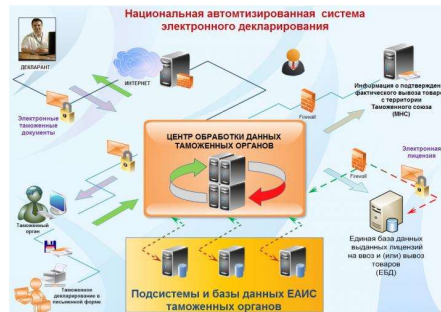 Национальная автомтизированная система
электронного декларирования
ДЕКЛАРАНТ
ИНТЕРНЕТ
Электронные
таможенные
документы
Firewall
Информация о подтвержден
фактического вывоза товаро
с территории
Таможенного союза
(МНС)
ЦЕНТР ОБРАБОТКИ ДАННЫХ
ТАМОЖЕННЫХ ОРГАНОВ
Электронная
лицензия
Firewall
Таможенный
орган
Единая база данных
выданных лицензий
на ввоз и (или) вывоз
товаров
(ЕБД)
Таможенное
декларирование в
письменной форме
Подсистемы и базы данных ЕАИС
таможенных органов